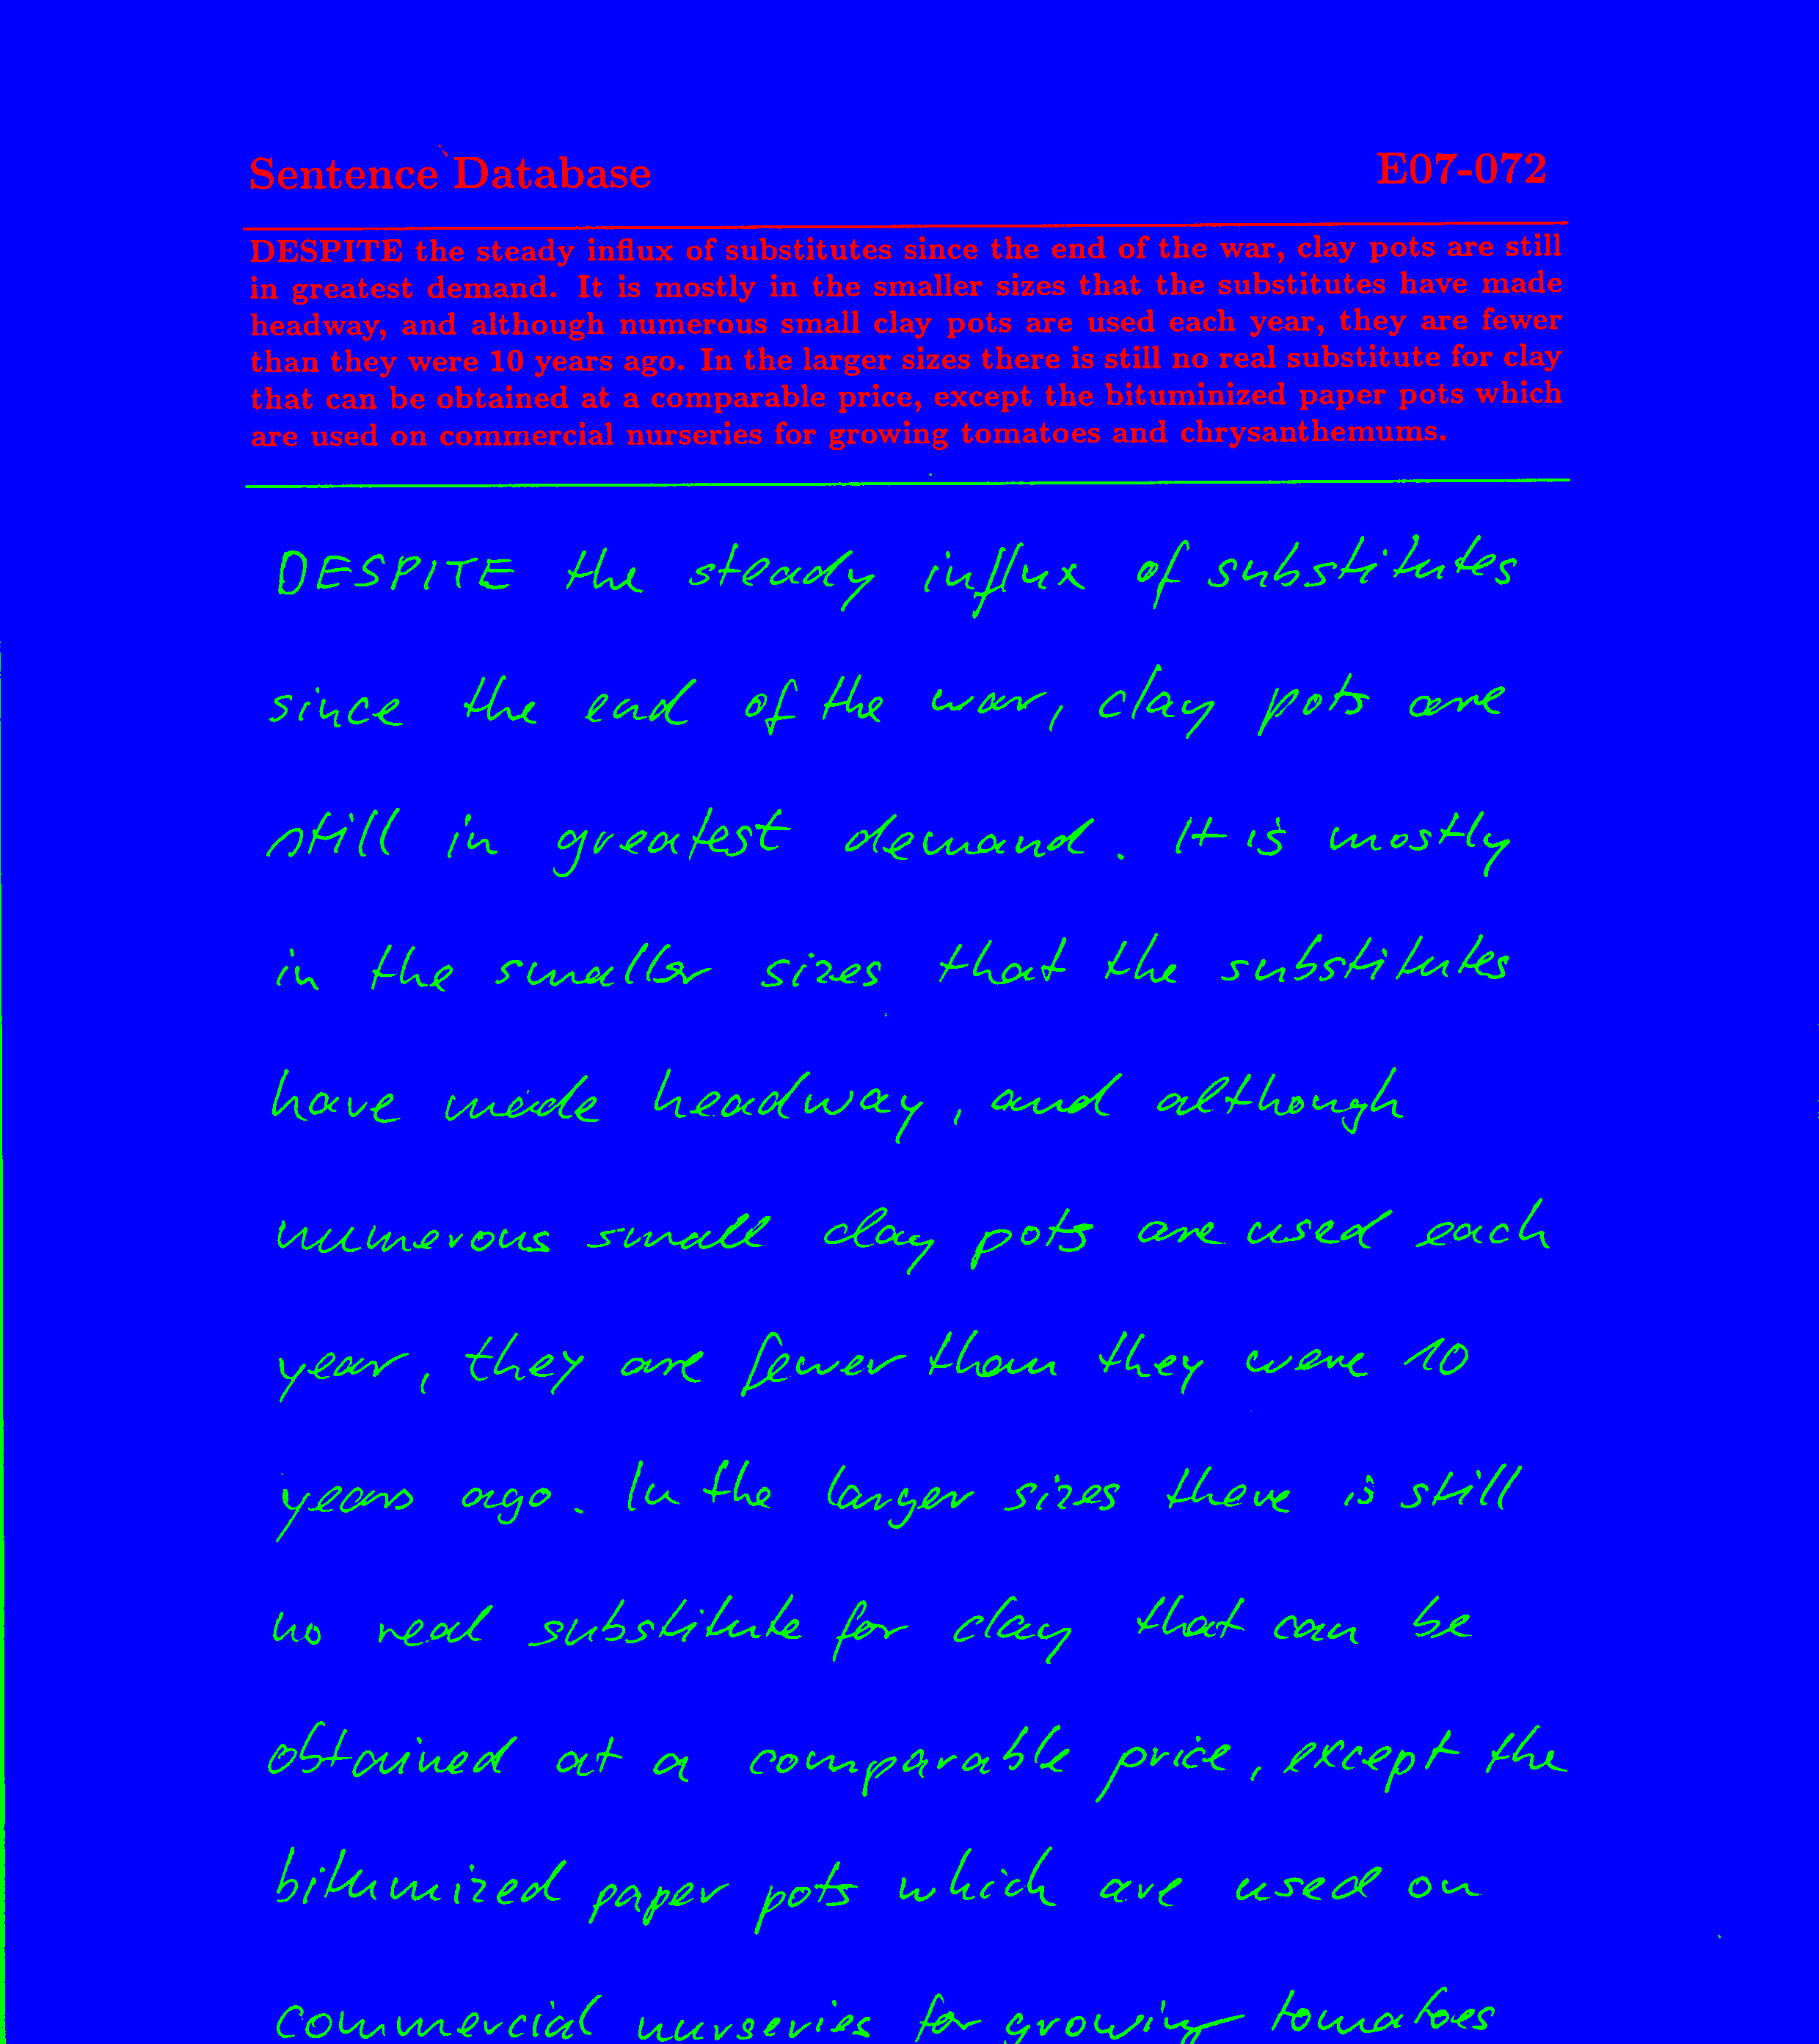 Sentence Database
E07-072
DESPITE the steady influx of substitutes since the end of the war, clay pots are still
in greatest demand. It is mostly in the smaller sizes that the substitutes have made
headway, and although numerous small clay pots are used each year, they are fewer
than they were 10 years ago. In the larger sizes there is still no real substitute for clay
that can be obtained at a comparable price, except the bituminized paper pots which
are used on commercial nurseries for growing tomatoes and chrysanthemums.
DESPITE the steady influx of substitutes
since the end of the war, clay pots are
still in greatest demand. It is mostly
in the smaller sizes that the substitutes
have made headway, and although
numerous small clay pots are used each
year, they are fewer than they were 10
years ago. In the larger sizes there is still
no real substitute for clay that can be
obtained at a comparable price, except the
bitumized paper pots which are used on
commercial nurseries for growing tomatoes